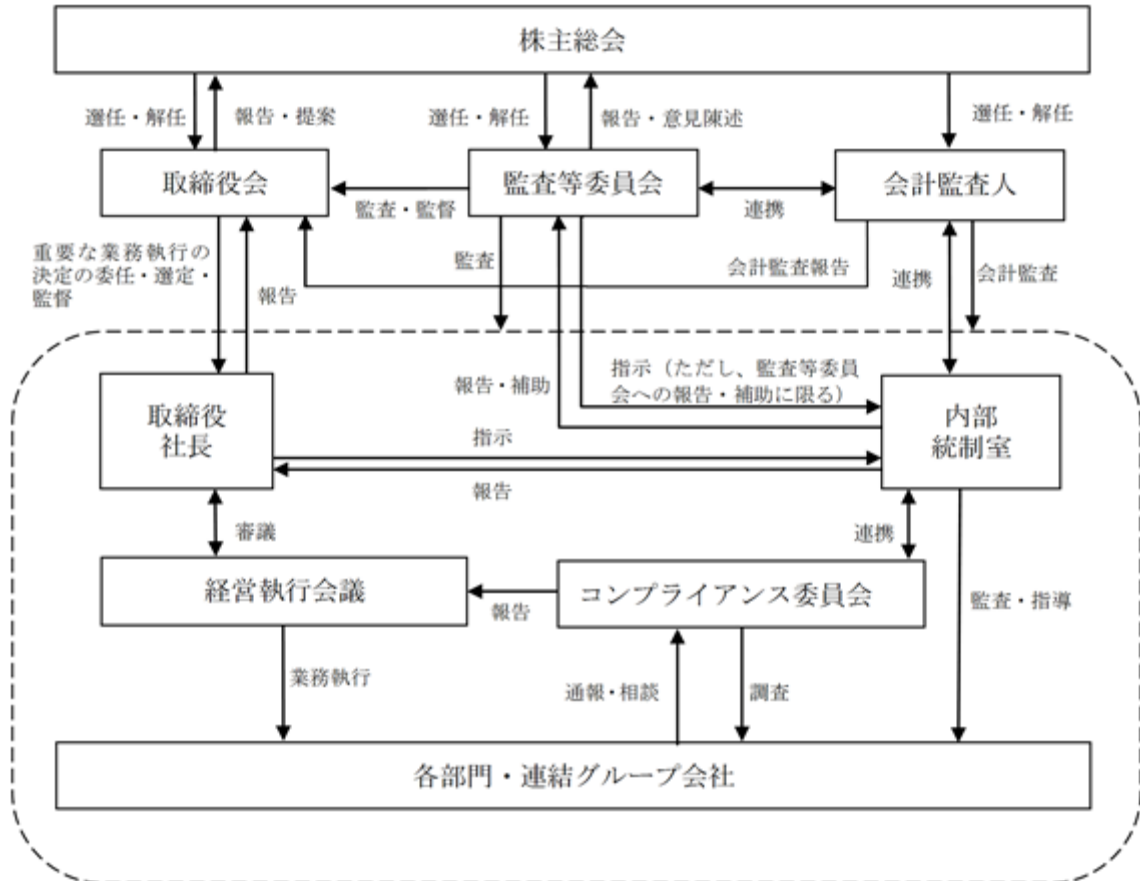 株主総会
選任・解任
報告・提案
選任・解任
報告・意見陳述
選任・解任
取締役会
監査等委員会
会計監査人
監査・監督
連携
重要な業務執行の
決定の委任・選定・
監督
報告
監査
会計監査報告
連携
会計監査
取締役
社長
報告・補助
指示（ただし、監査等委員
会への報告・補助に限る）
内部
統制室
指示
報告
審議
連携
経営執行会議
報告
コンプライアンス委員会
監査・指導
業務執行
通報・相談
調査
各部門・連結グループ会社